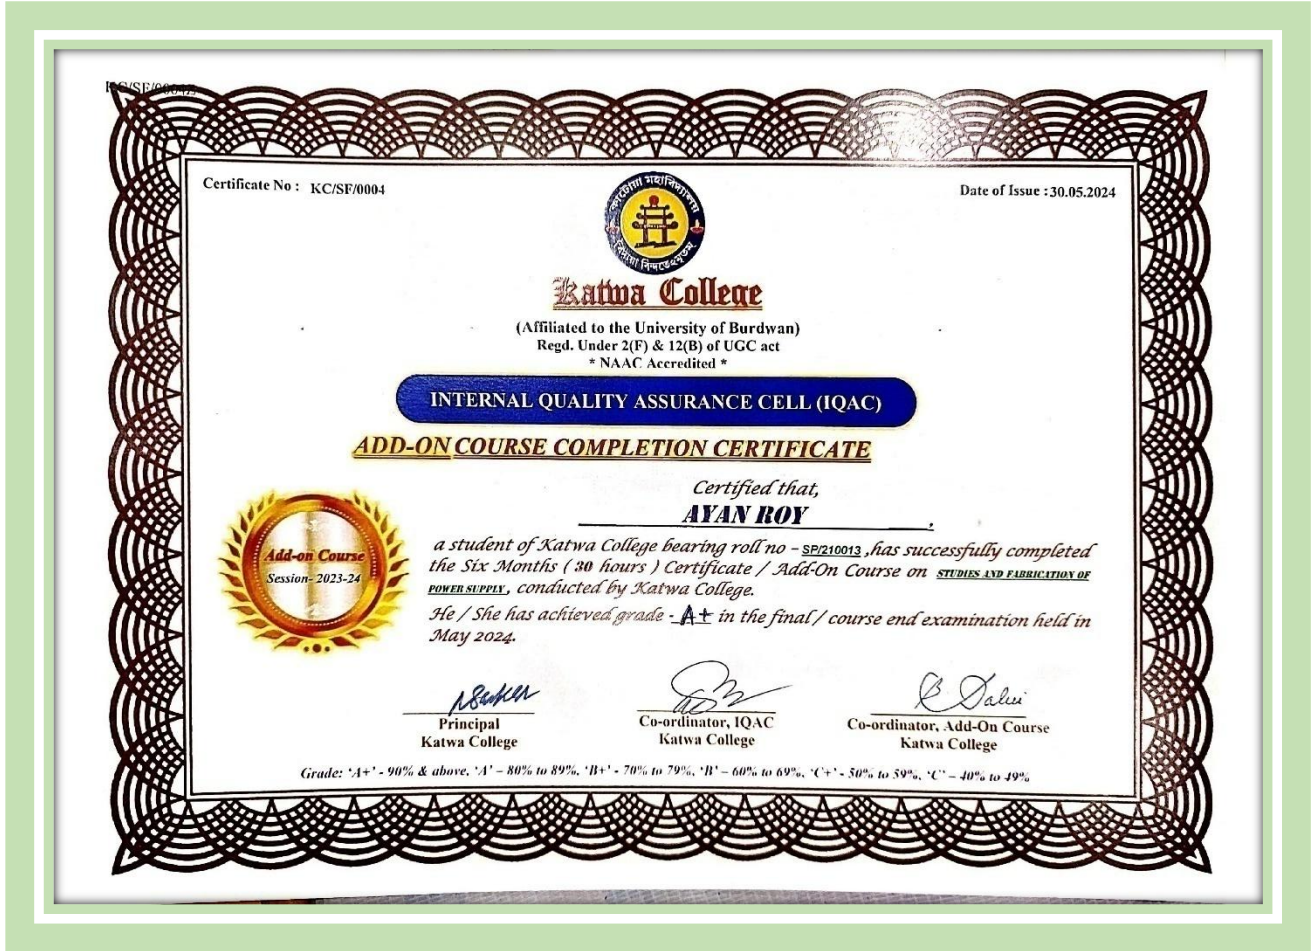 Certificate No : KC/SF/0004
Date of Issue :30.05.2024
কাটোয়া মহাবিদ্যালয়
Katwa College
(Affiliated to the University of Burdwan)
Regd. Under 2(F) & 12(B) of UGC act
* NAAC Accredited *
INTERNAL QUALITY ASSURANCE CELL (IQAC)
ADD-ON COURSE COMPLETION CERTIFICATE
Certified that,
AYAN ROY,
Add-on Course
Session- 2023-24
a student of Katwa College bearing roll no – SP/210013 ,has successfully completed
the Six Months ( 30 hours ) Certificate / Add-On Course on STUDIES AND FABRICATION OF
POWER SUPPLY, conducted by Katwa College.
He / She has achieved grade - A+ in the final / course end examination held in
May 2024.
Principal
Katwa College
Co-ordinator, IQAC
Katwa College
B. Dalui
Co-ordinator, Add-On Course
Katwa College
Grade: ‘A+’ - 90% & above, ‘A’ – 80% to 89%, ‘B+’ - 70% to 79%, ‘B’ – 60% to 69%, ‘C+’ - 50% to 59%, ‘C’ – 40% to 49%